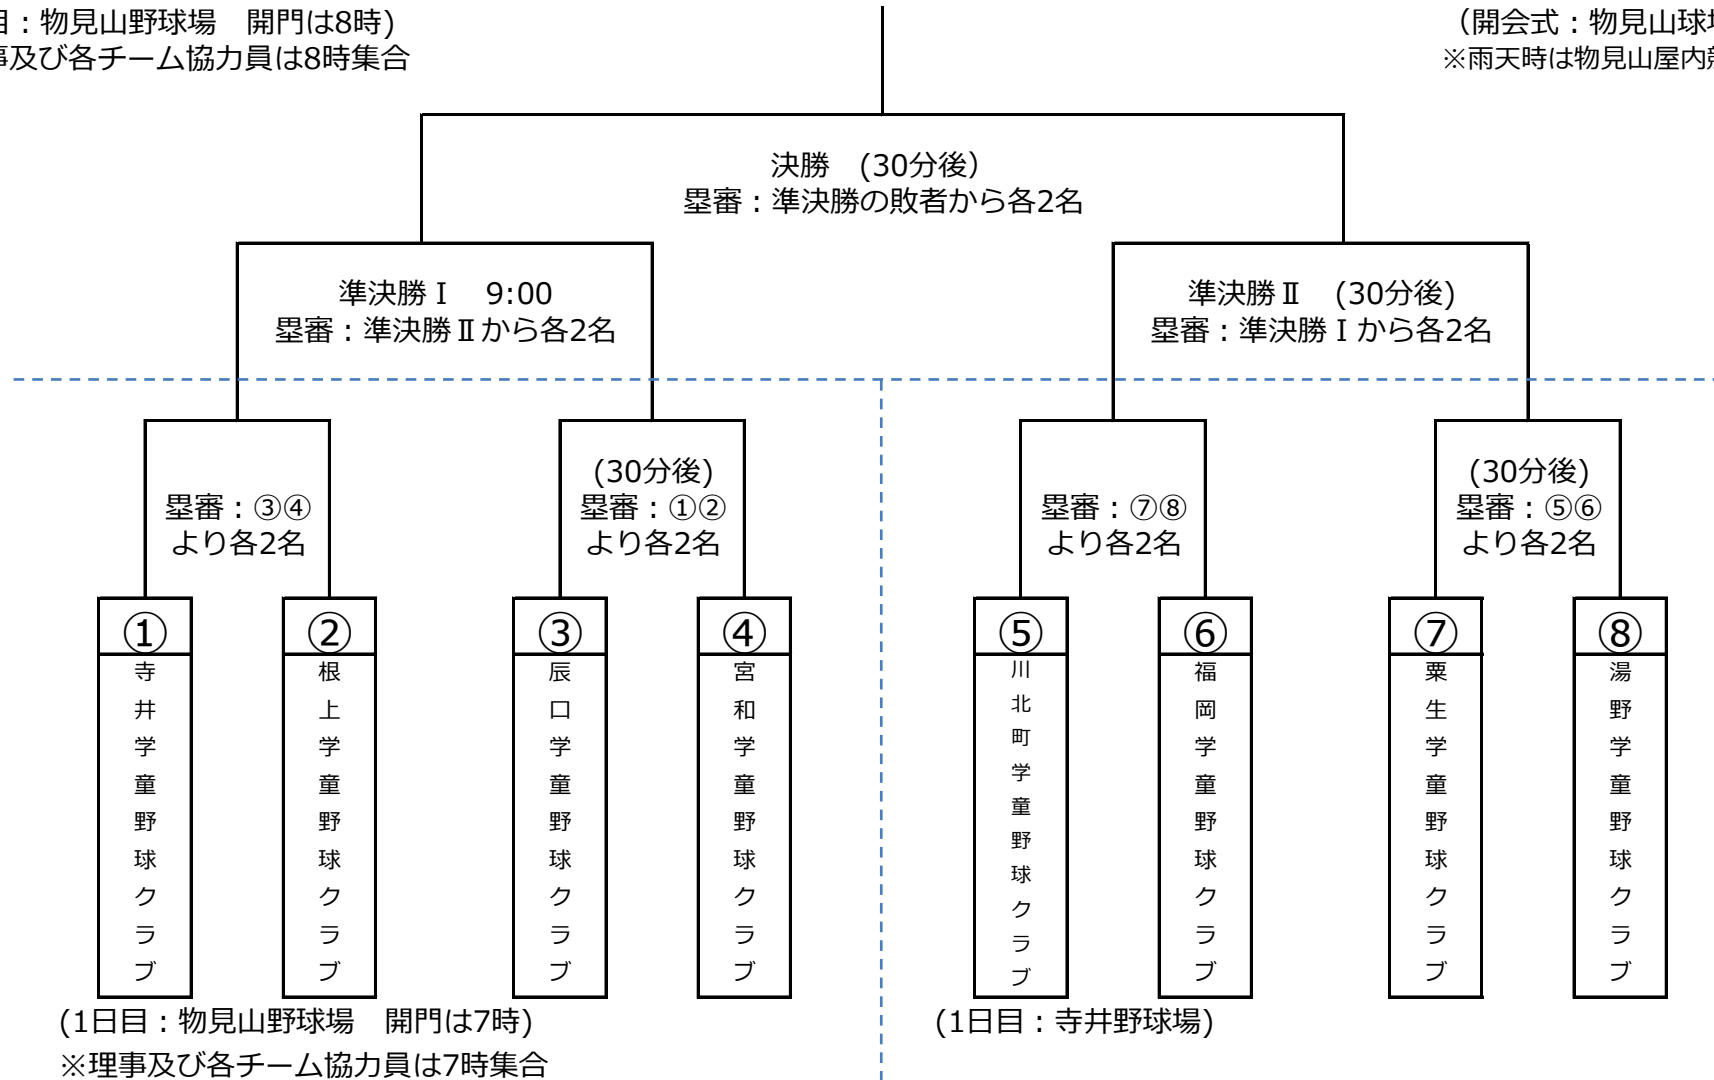 目：物見山野球場　開門は8時)
事及び各チーム協力員は8時集合
（開会式：物見山球場
※雨天時は物見山屋内
決勝　(30分後）
塁審：準決勝の敗者から各2名
準決勝Ⅰ　9:00
塁審：準決勝Ⅱから各2名
準決勝Ⅱ　(30分後)
塁審：準決勝Ⅰから各2名
塁審：③④
より各2名
(30分後)
塁審：①②
より各2名
塁審：⑦⑧
より各2名
(30分後)
塁審：⑤⑥
より各2名
①
寺井学童野球クラブ
②
根上学童野球クラブ
③
辰口学童野球クラブ
④
宮和学童野球クラブ
⑤
川北町学童野球クラブ
⑥
福岡学童野球クラブ
⑦
粟生学童野球クラブ
⑧
湯野学童野球クラブ
(1日目：物見山野球場　開門は7時)
※理事及び各チーム協力員は7時集合
(1日目：寺井野球場)